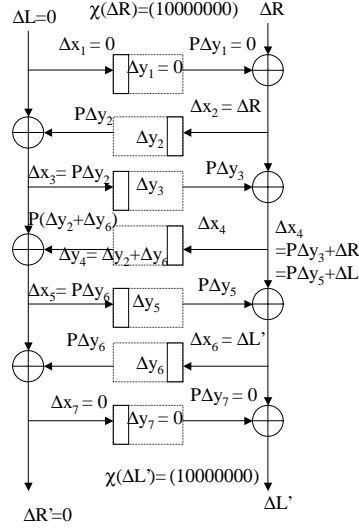 ΔL=0 χ(ΔR)=(10000000) ΔR
Δx₁= 0 Δy₁= 0 PΔy₁= 0
PΔy₂ Δy₂ Δx₂ = ΔR
Δx₃= PΔy₂ Δy₃ PΔy₃
P(Δy₂+Δy₆) Δx₄ Δx₄
Δy₄= Δy₂+Δy₆ =PΔy₃+ΔR
=PΔy₅+ΔL
Δx₅= PΔy₆ Δy₅ PΔy₅
PΔy₆ Δy₆ Δx₆ = ΔL’
Δx₇= 0 Δy₇= 0 PΔy₇= 0
χ(ΔL’)=(10000000)
ΔR’=0 ΔL’